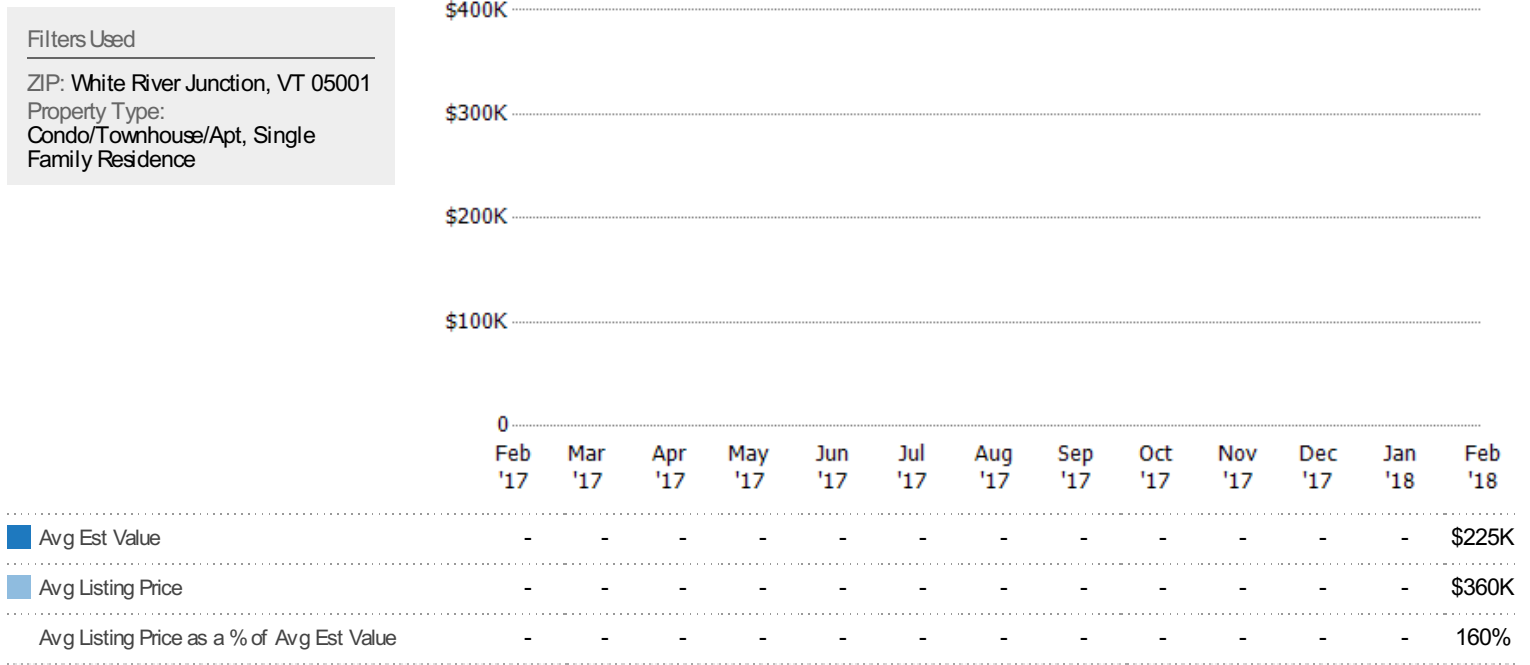 Filters Used
ZIP: White River Junction, VT 05001
Property Type:
Condo/Townhouse/Apt, Single
Family Residence
$400K
$300K
$200K
$100K
0
Feb Mar Apr May Jun Jul Aug Sep Oct Nov Dec Jan Feb
'17 '17 '17 '17 '17 '17 '17 '17 '17 '17 '17 '18 '18
Avg Est Value - - - - - - - - - - - - $225K
Avg Listing Price - - - - - - - - - - - - $360K
Avg Listing Price as a % of Avg Est Value - - - - - - - - - - - - 160%